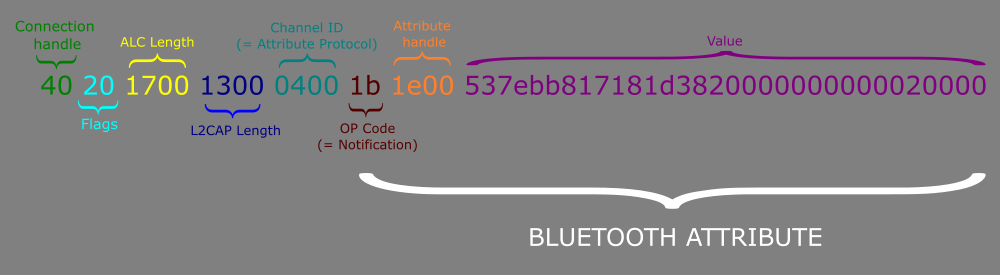 Connection
handle
ALC Length
Channel ID
(= Attribute Protocol)
Attribute
handle
Value
40 20 1700 1300 0400 1b 1e00 537ebb817181d3820000000000020000
Flags
L2CAP Length
OP Code
(= Notification)
BLUETOOTH ATTRIBUTE